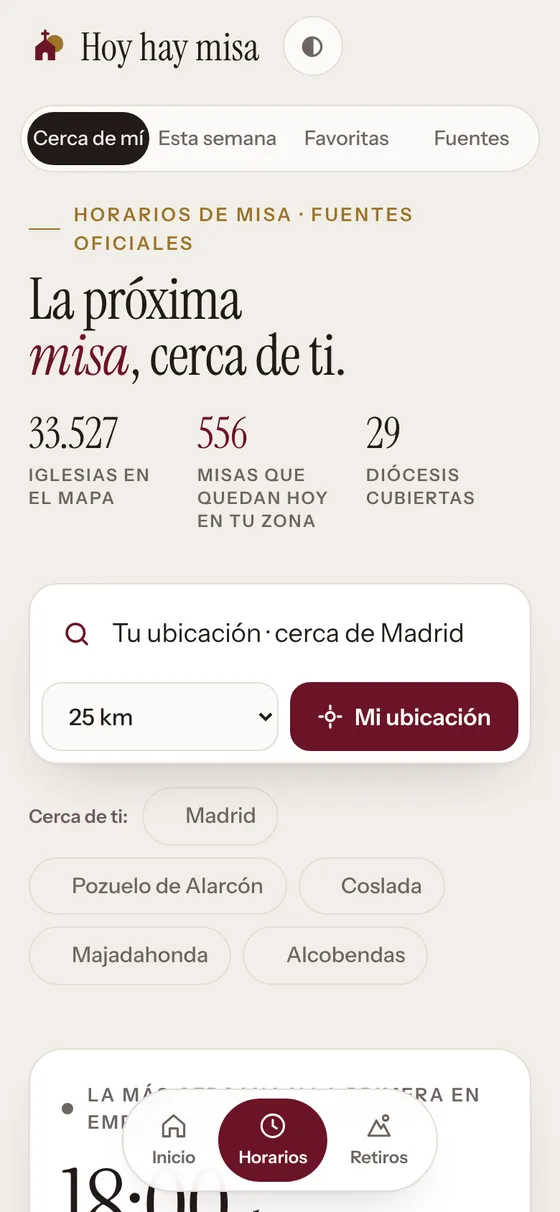 Hoy hay misa
Cerca de mí
Esta semana
Favoritas
Fuentes
HORARIOS DE MISA · FUENTES
OFICIALES
La próxima
misa, cerca de ti.
33.527
IGLESIAS EN
EL MAPA
556
MISAS QUE
QUEDAN HOY
EN TU ZONA
29
DIÓCESIS
CUBIERTAS
Tu ubicación · cerca de Madrid
25 km
Mi ubicación
Cerca de ti:
Madrid
Pozuelo de Alarcón
Coslada
Majadahonda
Alcobendas
LA
EN
18:00
Inicio
Horarios
Retiros